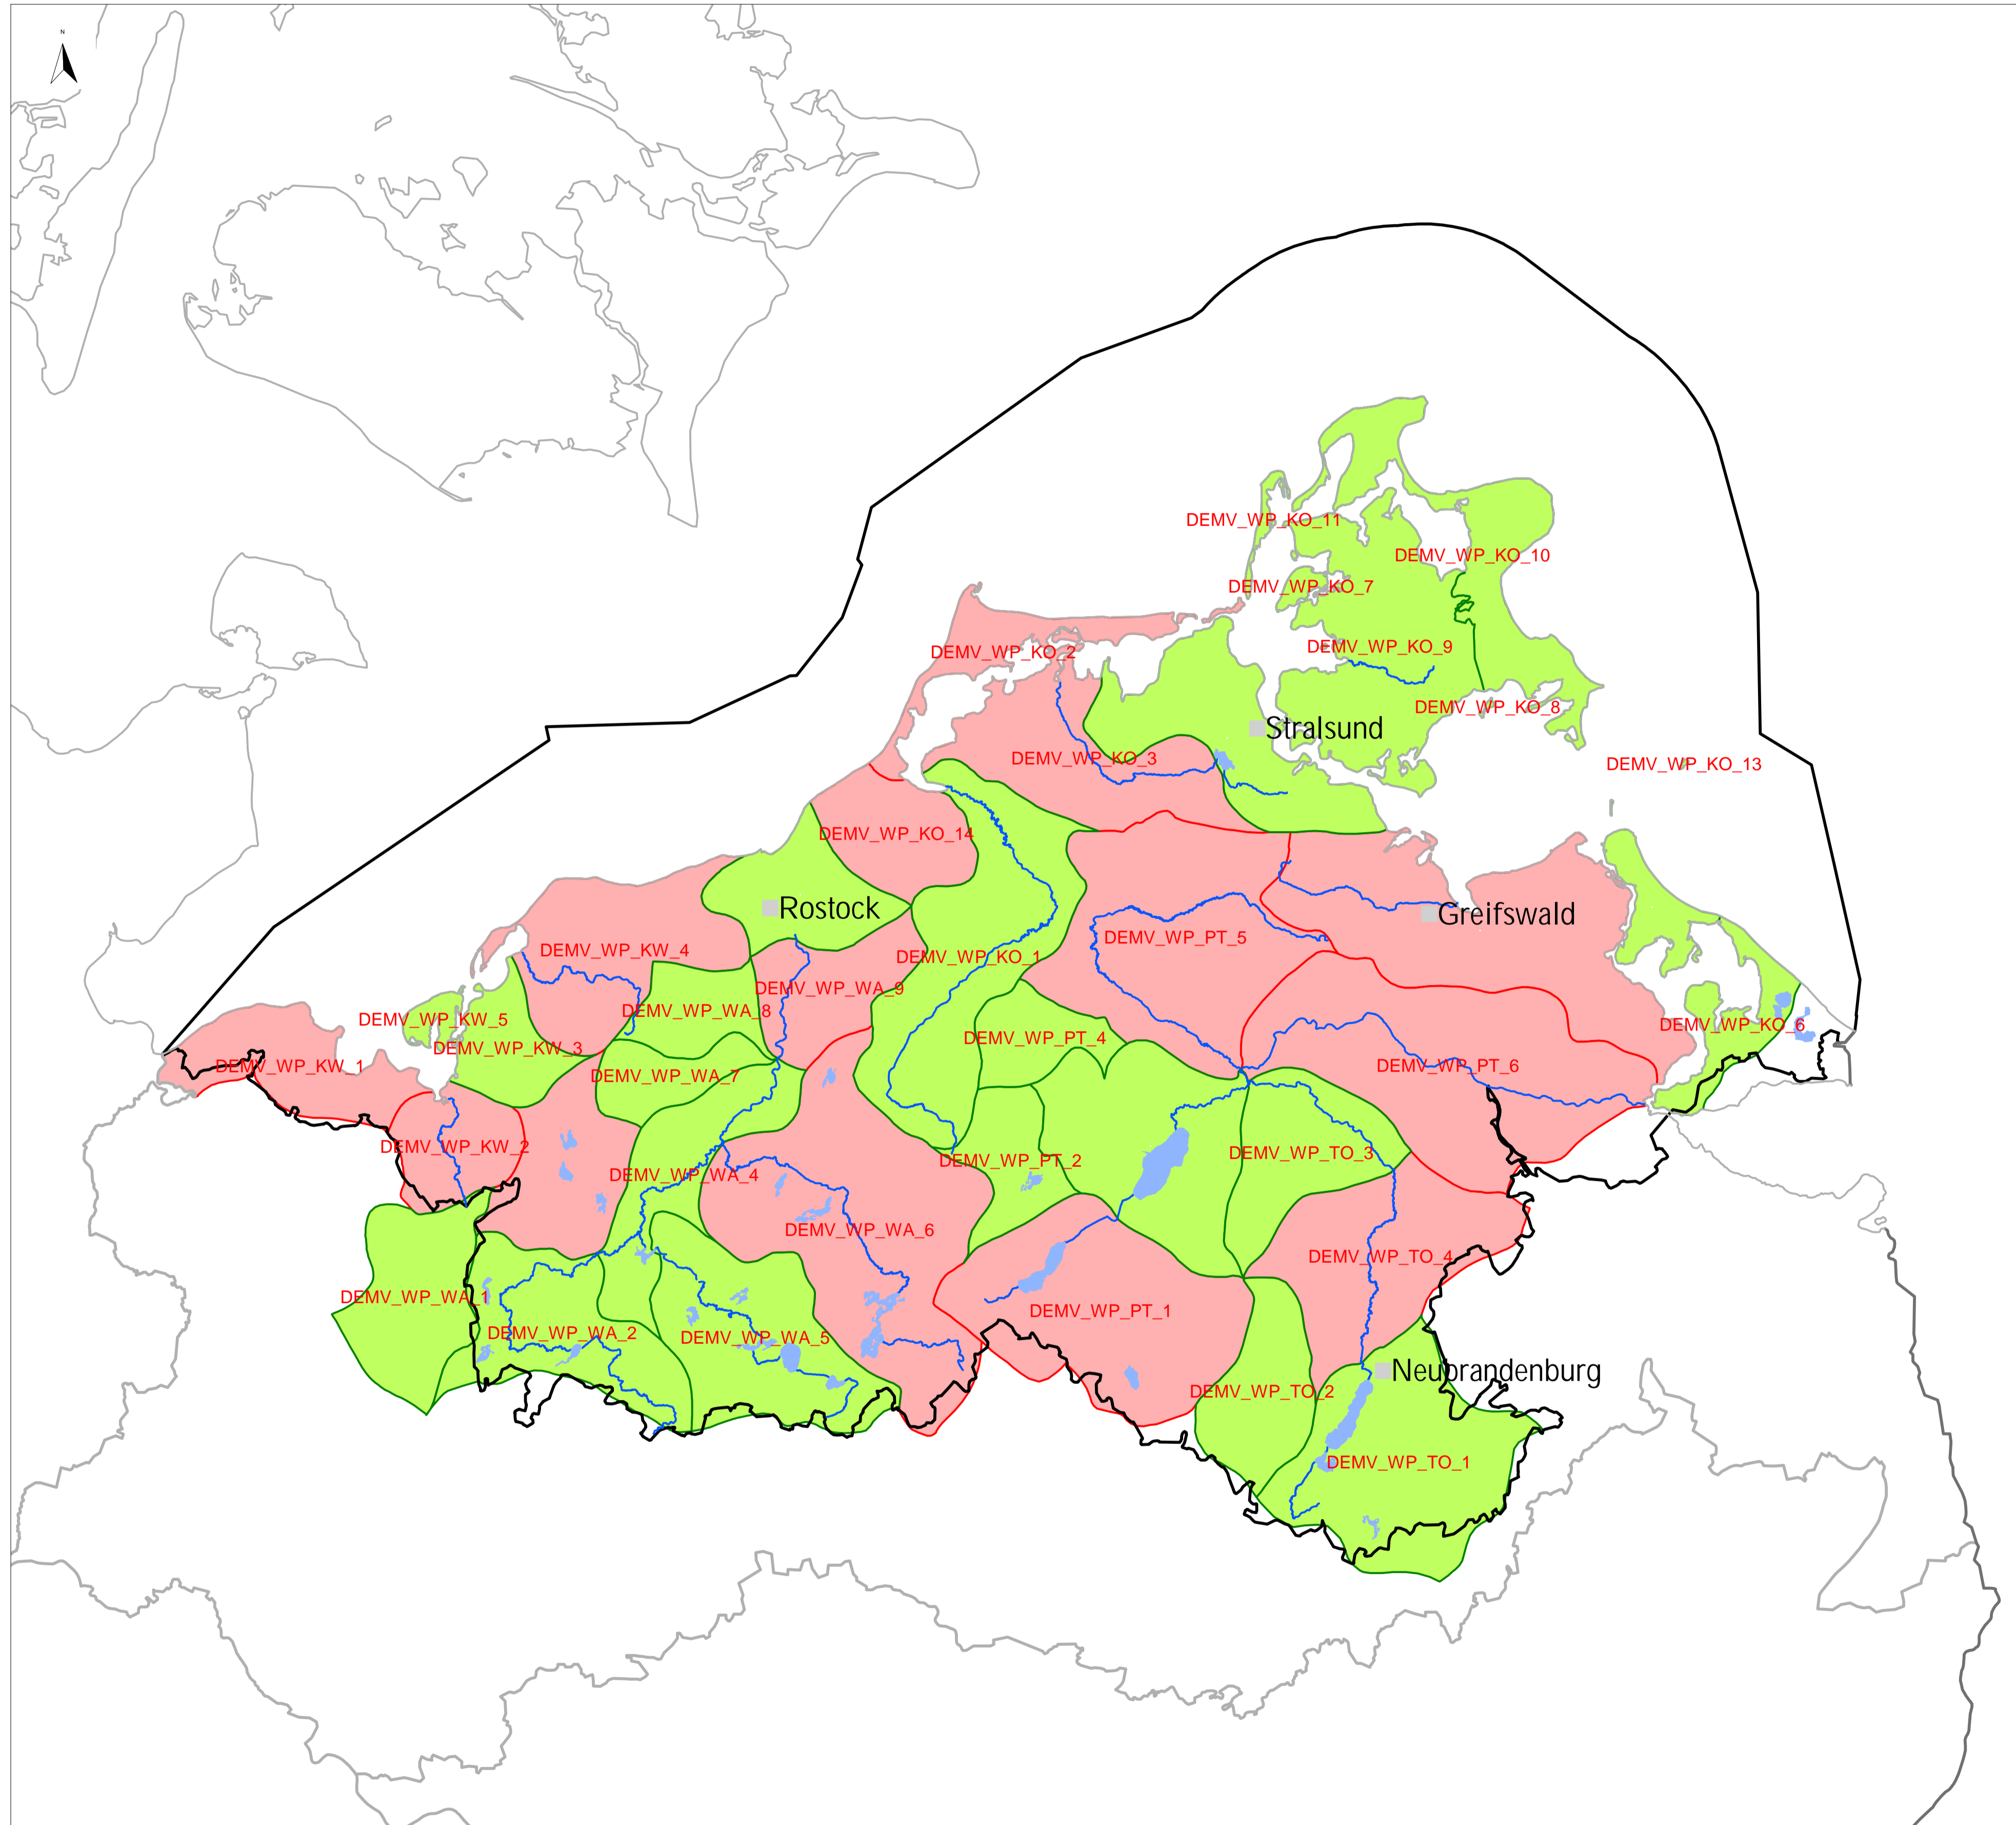 N
DEMV_WP_KO_11
DEMV_WP_KO_10
DEMV_WP_KO_7
DEMV_WP_KO_9
DEMV_WP_KO_2
DEMV_WP_KO_8
Stralsund
DEMV_WP_KO_3
DEMV_WP_KO_13
DEMV_WP_KO_14
Rostock
Greifswald
DEMV_WP_PT_5
DEMV_WP_KW_4
DEMV_WP_KO_1
DEMV_WP_WA_9
DEMV_WP_WA_8
DEMV_WP_KW_5
DEMV_WP_KO_6
DEMV_WP_PT_4
DEMV_WP_KW_3
DEMV_WP_KW_1
DEMV_WP_PT_6
DEMV_WP_WA_7
DEMV_WP_KW_2
DEMV_WP_TO_3
DEMV_WP_PT_2
DEMV_WP_WA_4
DEMV_WP_WA_6
DEMV_WP_TO_4
DEMV_WP_WA_1
DEMV_WP_PT_1
DEMV_WP_WA_2
DEMV_WP_WA_5
Neubrandenburg
DEMV_WP_TO_2
DEMV_WP_TO_1